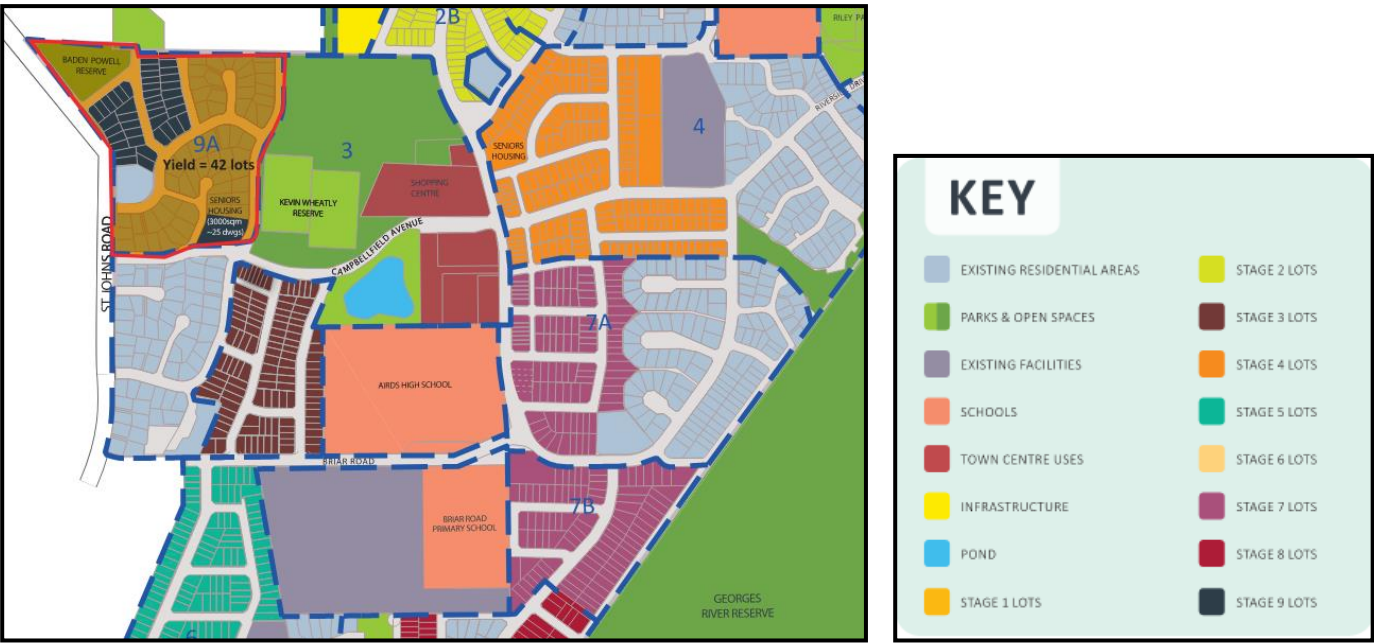 2B
RILEY PA
BADEN POWELL
RESERVE
RIVERSIDE DRIV
4
9A
Yield = 42 lots
3
SENIORS
HOUSING
SHOPPING
CENTRE
SENIORS
HOUSING
(3000sqm
~25 dwgs)
KEVIN WHEATLY
RESERVE
CAMPBELLFIELD AVENUE
ST JOHNS ROAD
7A
AIRDS HIGH SCHOOL
BRIAR ROAD
7B
BRIAR ROAD
PRIMARY SCHOOL
GEORGES
RIVER RESERVE
6
KEY
EXISTING RESIDENTIAL AREAS
PARKS & OPEN SPACES
EXISTING FACILITIES
SCHOOLS
TOWN CENTRE USES
INFRASTRUCTURE
POND
STAGE 1 LOTS
STAGE 2 LOTS
STAGE 3 LOTS
STAGE 4 LOTS
STAGE 5 LOTS
STAGE 6 LOTS
STAGE 7 LOTS
STAGE 8 LOTS
STAGE 9 LOTS